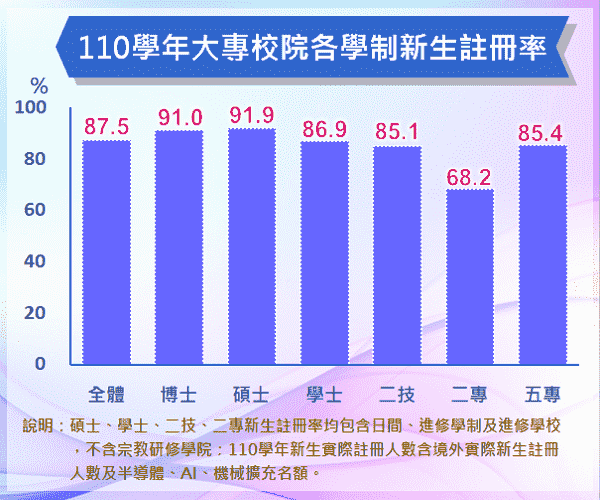 110學年大專校院各學制新生註冊率
%
100
80
60
40
20
0
87.5
91.0
91.9
86.9
85.1
68.2
85.4
全體 博士 碩士 學士 二技 二專 五專
說明：碩士、學士、二技、二專新生註冊率均包含日間、進修學制及進修學校
，不含宗教研修學院；110學年新生實際註冊人數含境外實際新生註冊
人數及半導體、AI、機械擴充名額。